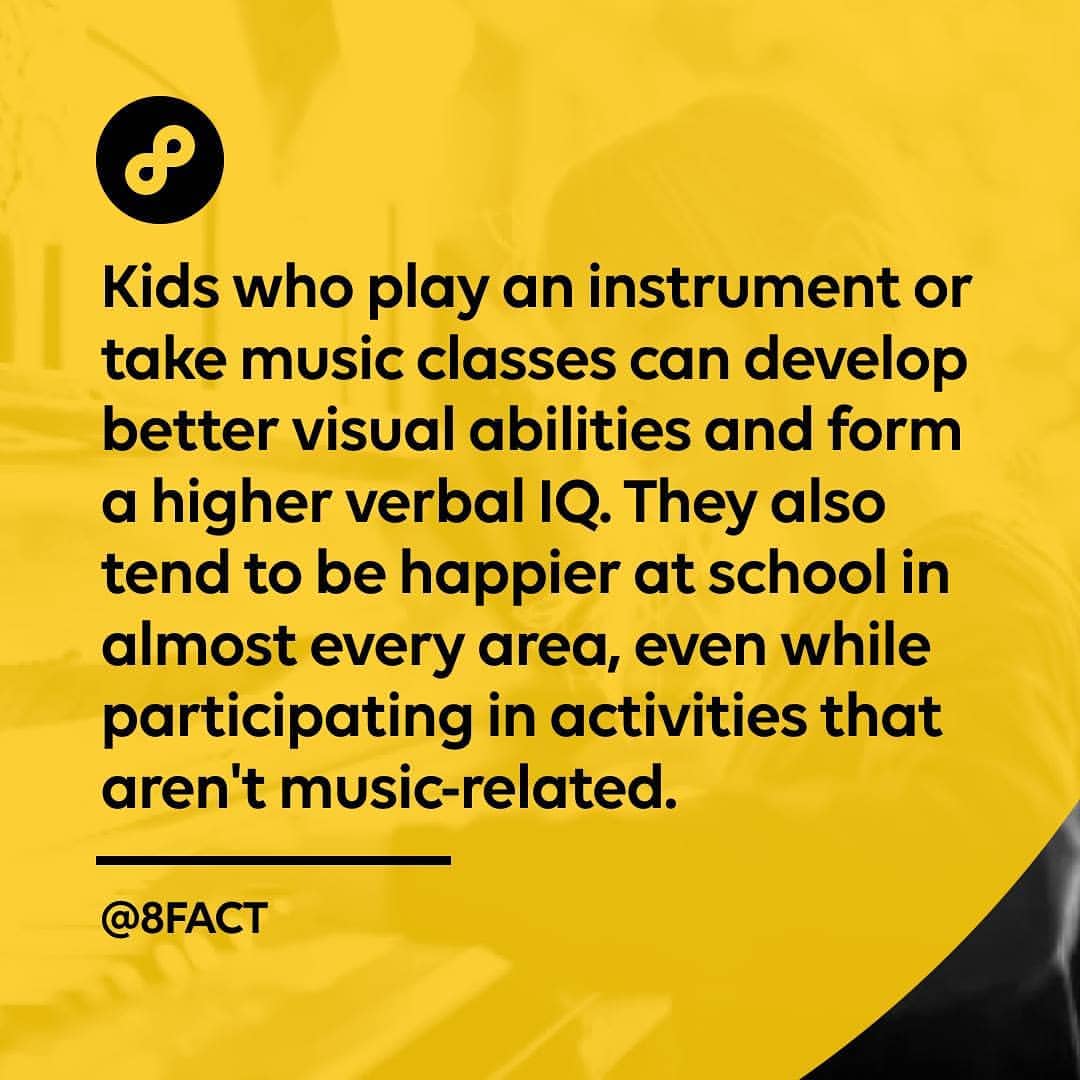 Kids who play an instrument or
take music classes can develop
better visual abilities and form
a higher verbal IQ. They also
tend to be happier at school in
almost every area, even while
participating in activities that
aren't music-related.
@8FACT